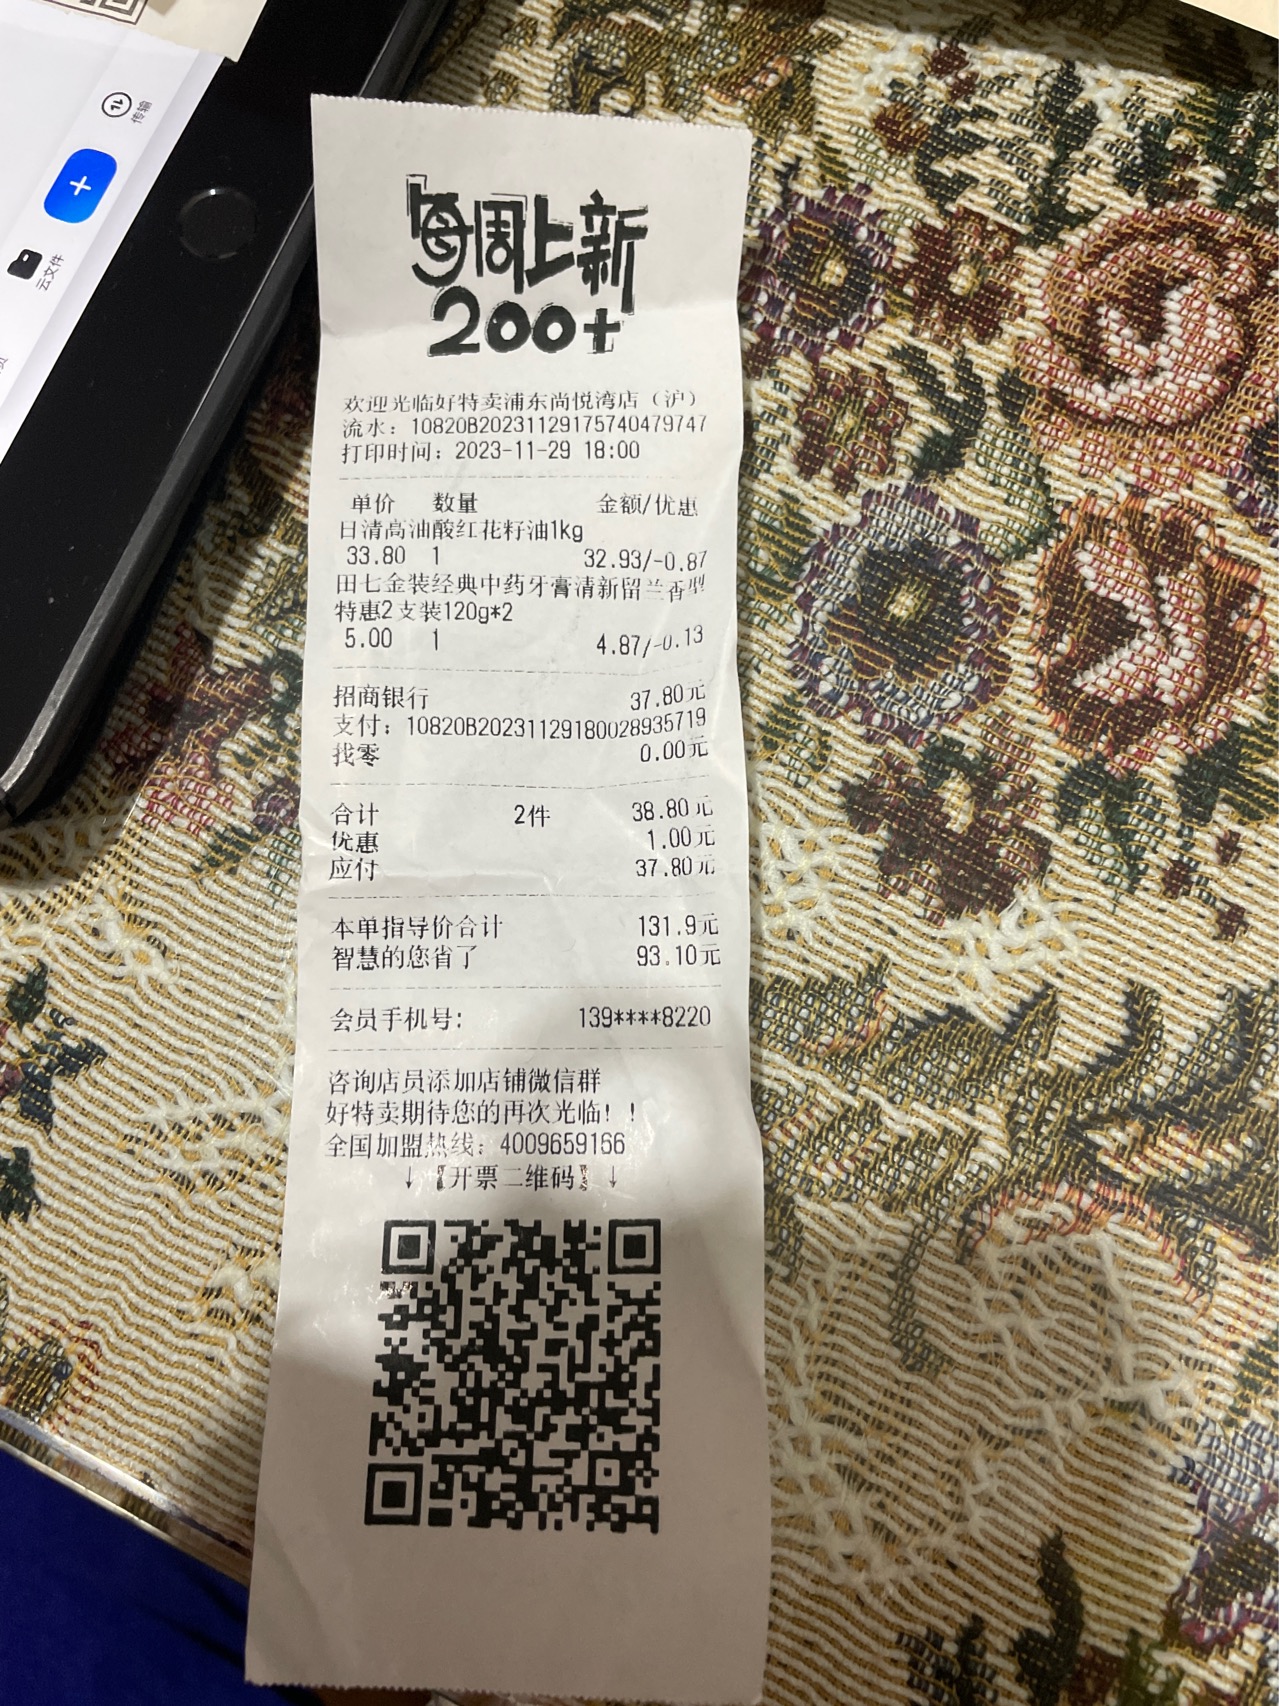 传输
云文件
每周上新
200+
欢迎光临好特卖浦东尚悦湾店（沪）
流水：10820B20231129175740479747
打印时间：2023-11-29 18:00
单价 数量 金额/优惠
日清高油酸红花籽油1kg
33.80 1 32.93/-0.87
田七金装经典中药牙膏清新留兰香型
特惠2支装120g*2
5.00 1 4.87/-0.13
招商银行 37.80元
支付：10820B20231129180028935719
找零 0.00元
合计 2件 38.80元
优惠 1.00元
应付 37.80元
本单指导价合计 131.9元
智慧的您省了 93.10元
会员手机号： 139****8220
咨询店员添加店铺微信群
好特卖期待您的再次光临！！
全国加盟热线：4009659166
↓【开票二维码】↓